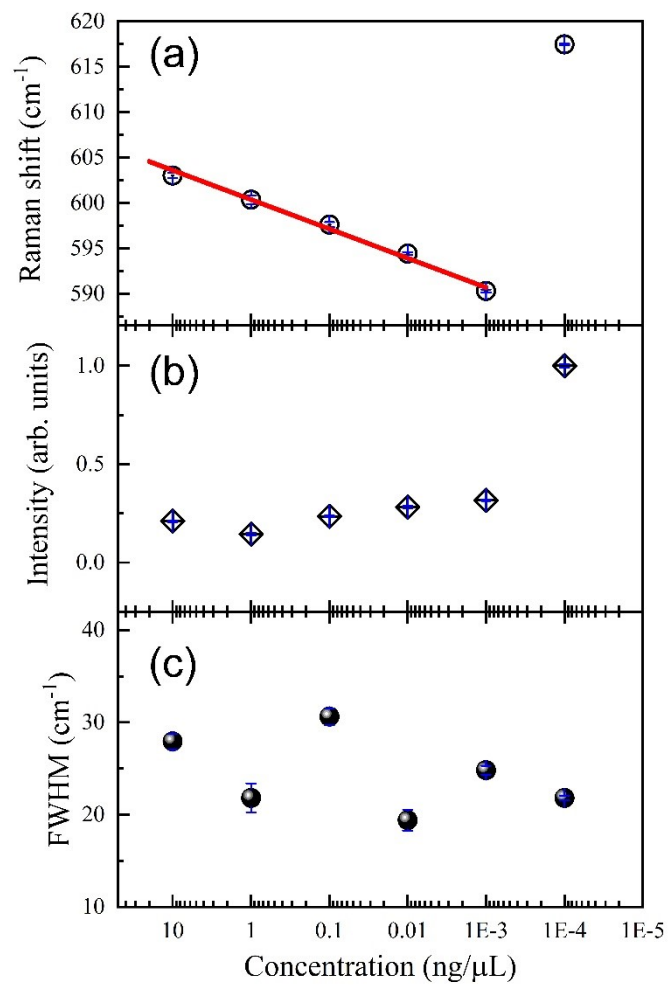 (a)
620
615
610
605
600
595
590
Raman shift (cm⁻¹)
(b)
1.0
0.5
0.0
Intensity (arb. units)
(c)
40
30
20
10
FWHM (cm⁻¹)
10 1 0.1 0.01 1E-3 1E-4 1E-5
Concentration (ng/μL)